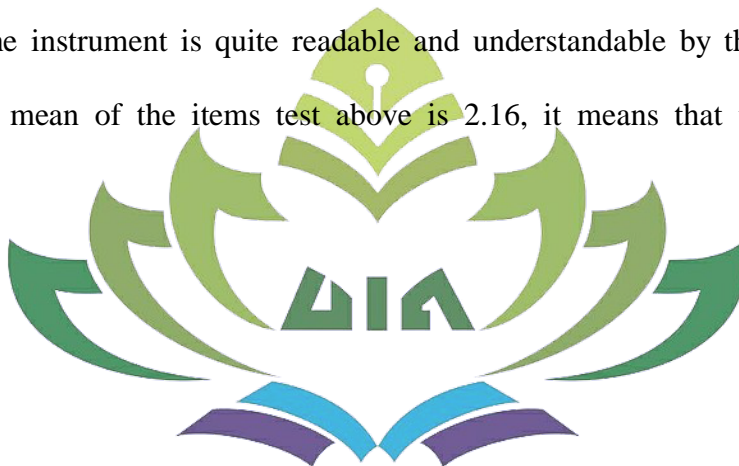 ne instrument is quite readable and understandable by th
mean of the items test above is 2.16, it means that
UIN